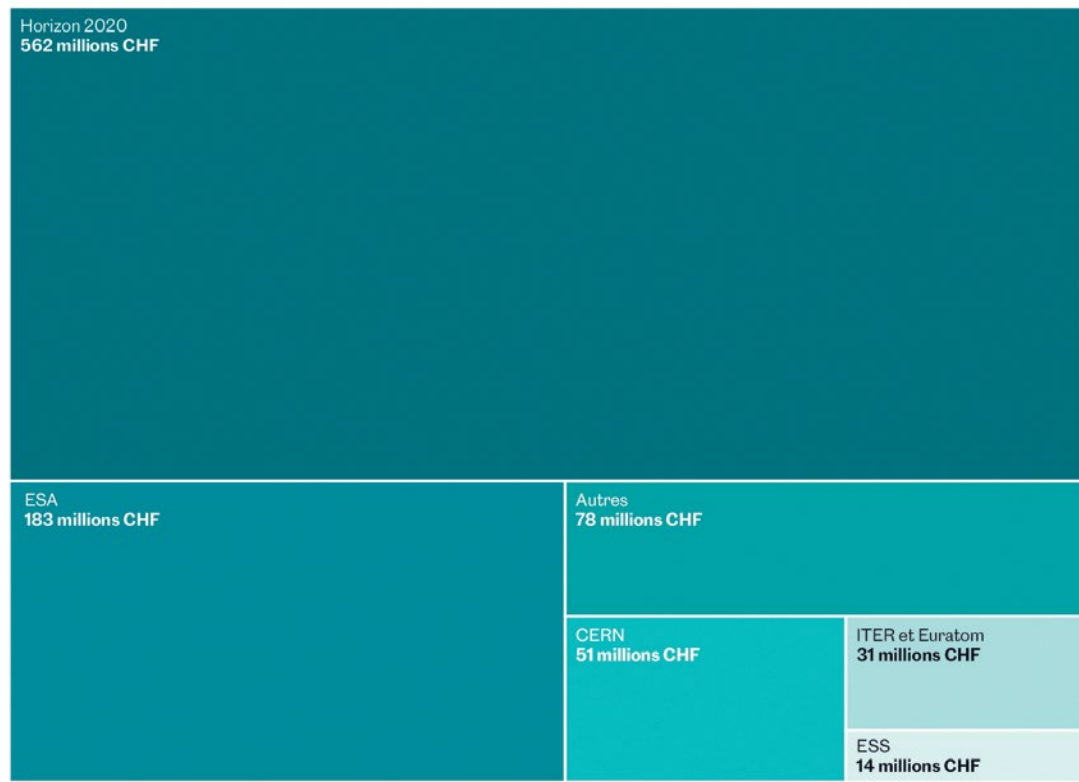 Horizon 2020
562 millions CHF
ESA
183 millions CHF
Autres
78 millions CHF
CERN
51 millions CHF
ITER et Euratom
31 millions CHF
ESS
14 millions CHF